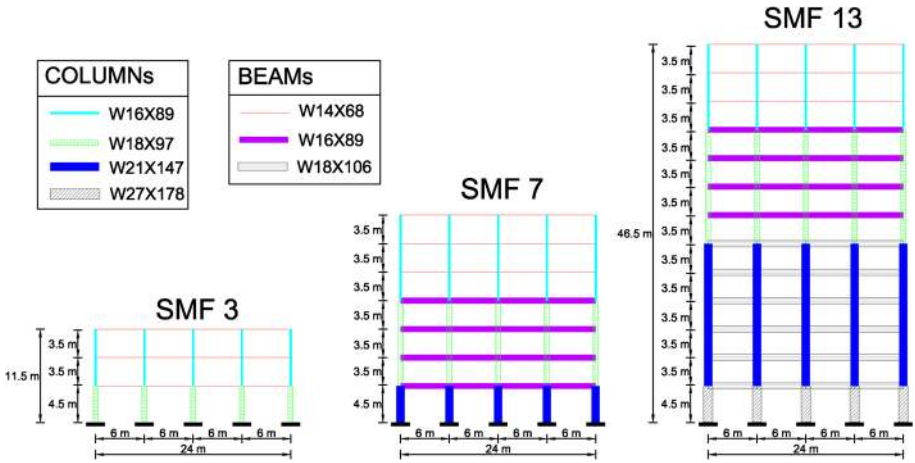 SMF 13
COLUMNs
W16X89
W18X97
W21X147
W27X178
BEAMs
W14X68
W16X89
W18X106
SMF 3
11.5 m
3.5 m
3.5 m
4.5 m
6 m
6 m
6 m
6 m
24 m
SMF 7
3.5 m
3.5 m
3.5 m
3.5 m
3.5 m
3.5 m
4.5 m
6 m
6 m
6 m
6 m
24 m
46.5 m
3.5 m
3.5 m
3.5 m
3.5 m
3.5 m
3.5 m
3.5 m
3.5 m
3.5 m
3.5 m
3.5 m
3.5 m
4.5 m
6 m
6 m
6 m
6 m
24 m